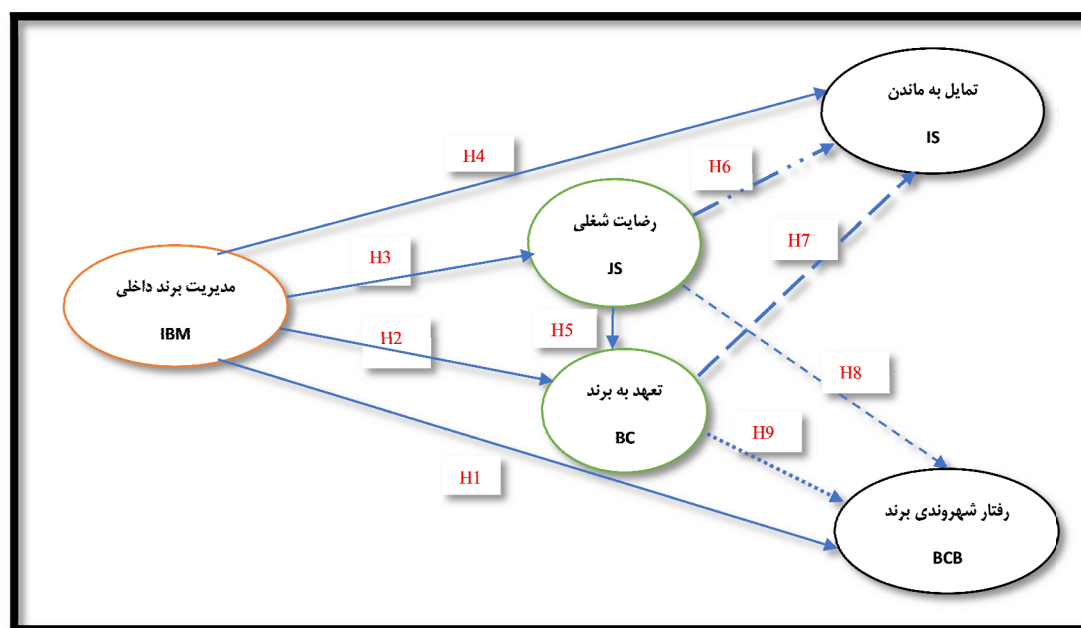 تمایل به ماندن
IS
H4
H6
رضایت شغلی
JS
H7
H3
مدیریت برند داخلی
IBM
H5
H2
تعهد به برند
BC
H8
H9
H1
رفتار شهروندی برند
BCB